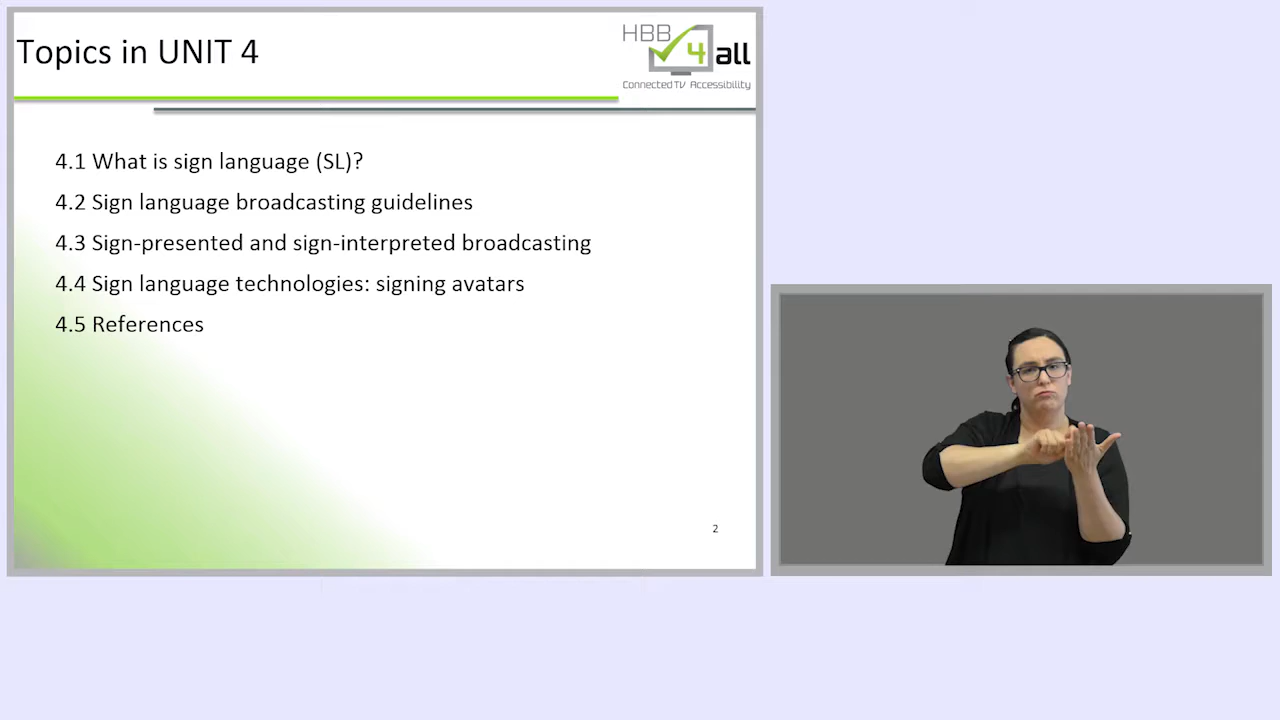 Topics in UNIT 4
HBB
4 all
Connected TV Accessibility
4.1 What is sign language (SL)?
4.2 Sign language broadcasting guidelines
4.3 Sign-presented and sign-interpreted broadcasting
4.4 Sign language technologies: signing avatars
4.5 References
2